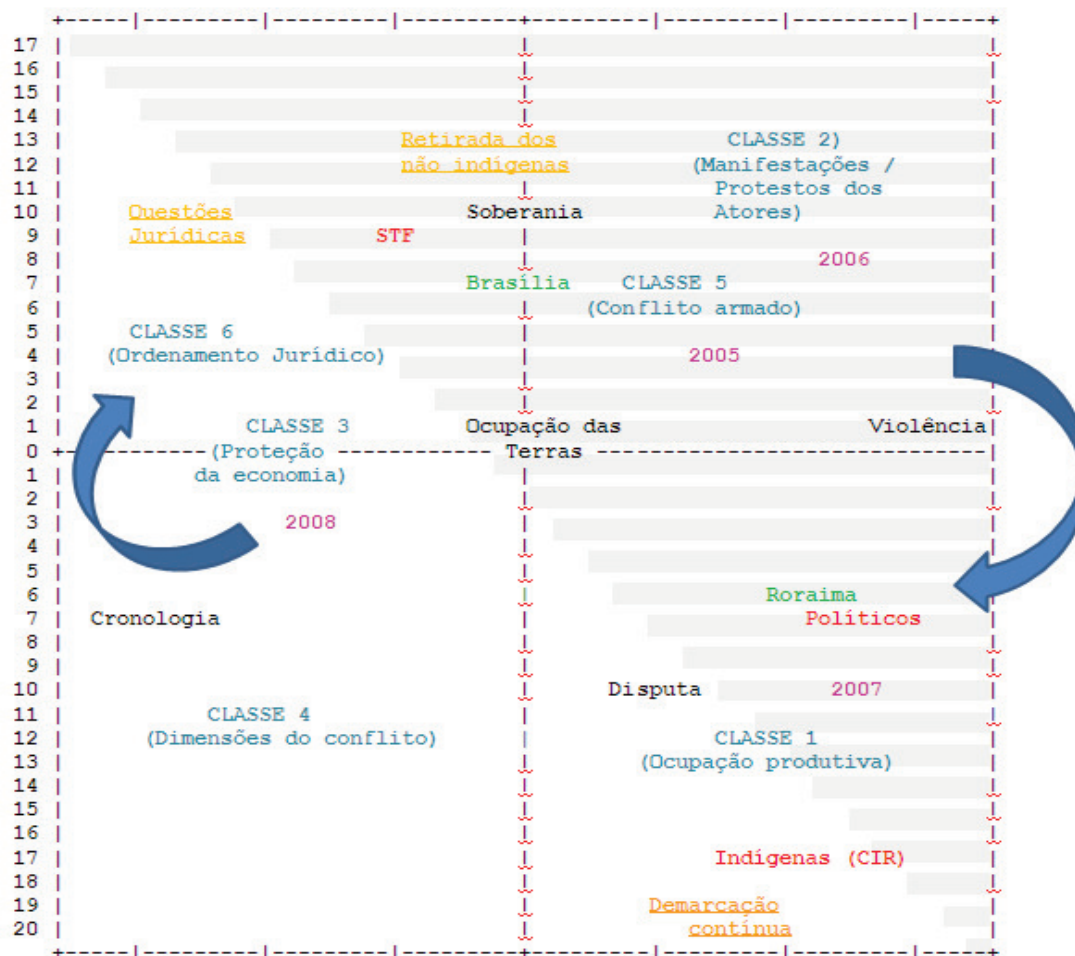 +-----|---------|---------|---------+---------|---------|---------|-----+
17 | | |
16 | | |
15 | | |
14 | | |
13 | Retirada dos CLASSE 2) |
12 | não indígenas (Manifestações / |
11 | | Protestos dos |
10 | Questões Soberania Atores) |
9 | Jurídicas STF | |
8 | | 2006 |
7 | Brasília CLASSE 5 |
6 | | (Conflito armado) |
5 | CLASSE 6 | |
4 | (Ordenamento Jurídico) | 2005 |
3 | | |
2 | | |
1 | CLASSE 3 Ocupação das Violência|
0 +-----------(Proteção ------------ Terras ------------------------------|
1 | da economia) | |
2 | | |
3 | 2008 | |
4 | | |
5 | | |
6 | | Roraima |
7 | Cronologia | Políticos |
8 | | |
9 | | |
10 | | Disputa 2007 |
11 | CLASSE 4 | |
12 | (Dimensões do conflito) | CLASSE 1 |
13 | | (Ocupação produtiva) |
14 | | |
15 | | |
16 | | |
17 | | Indígenas (CIR) |
18 | | |
19 | | Demarcação |
20 | | contínua |
+-----|---------|---------|---------+---------|---------|---------|-----+